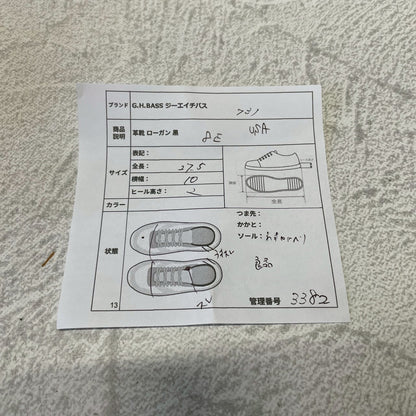 ブランド G.H.BASS ジーエイチバス
商品説明 革靴 ローガン 黒 8E USA
サイズ
表記：
全長： 27.5
横幅： 10
ヒール高さ： 2
横幅
全長
カラー
状態
つま先：
かかと：
ソール：
良品
13
管理番号 3382